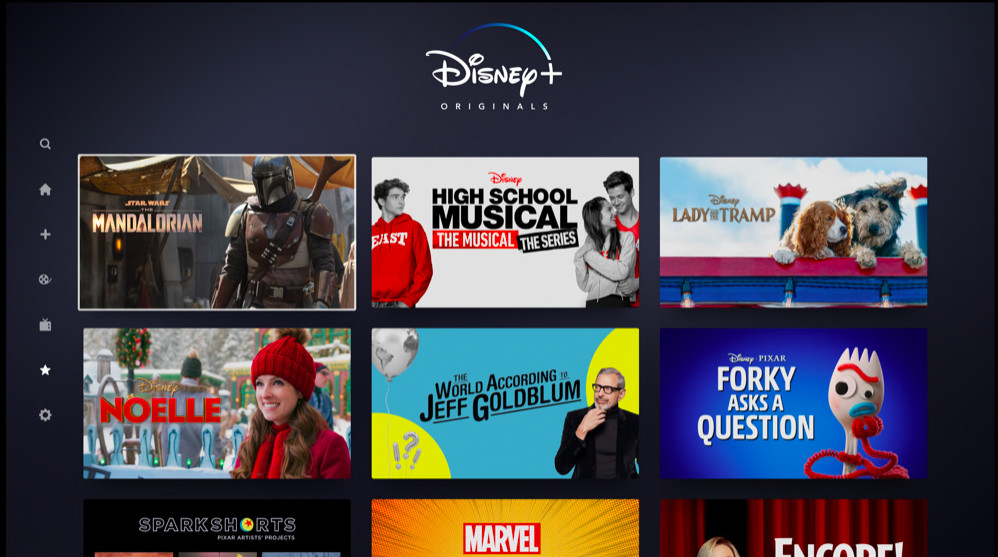 Disney+
ORIGINALS
STAR WARS
THE
MANDALORIAN
EAST
Disney
HIGH SCHOOL
MUSICAL
THE MUSICAL THE SERIES
Disney
LADY AND THE TRAMP
Disney
NOELLE
THE
WORLD ACCORDING TO
JEFF GOLDBLUM
!?
Disney · PIXAR
FORKY
ASKS A
QUESTION
SPARKSHORTS
PIXAR ARTISTS' PROJECTS
MARVEL
ENCORE!